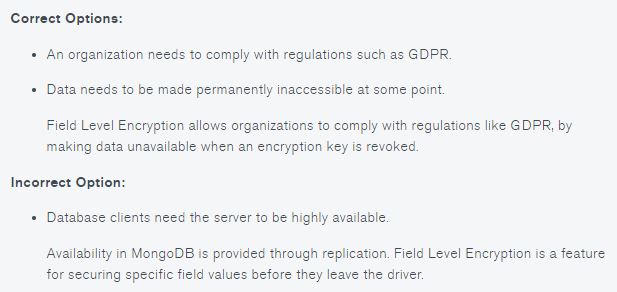 Correct Options:
• An organization needs to comply with regulations such as GDPR.
• Data needs to be made permanently inaccessible at some point.
Field Level Encryption allows organizations to comply with regulations like GDPR, by
making data unavailable when an encryption key is revoked.
Incorrect Option:
• Database clients need the server to be highly available.
Availability in MongoDB is provided through replication. Field Level Encryption is a feature
for securing specific field values before they leave the driver.